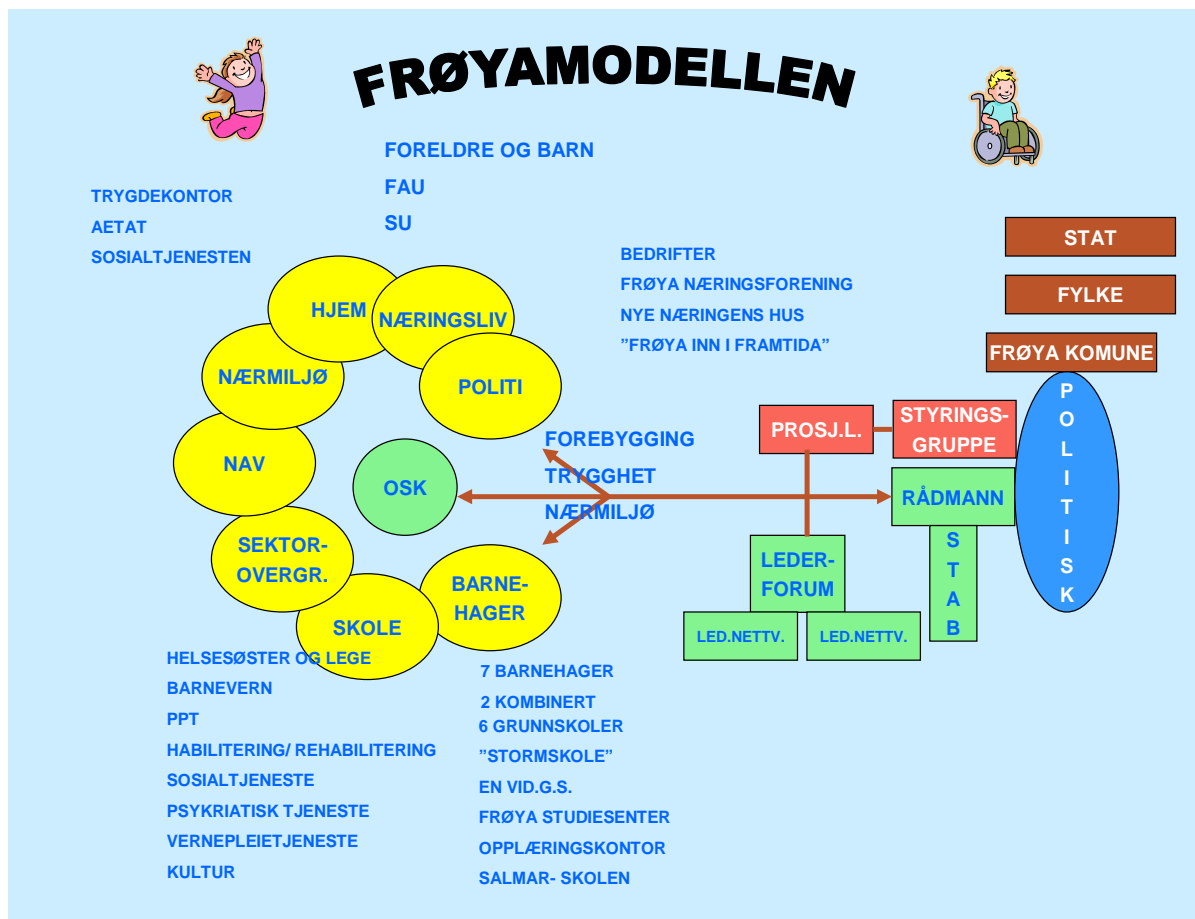 FRØYAMODELLEN
FORELDRE OG BARN
FAU
SU
TRYGDEKONTOR
AETAT
SOSIALTJENESTEN
BEDRIFTER
FRØYA NÆRINGSFORENING
NYE NÆRINGENS HUS
”FRØYA INN I FRAMTIDA”
STAT
FYLKE
FRØYA KOMUNE
POLITISK
HJEM
NÆRINGSLIV
NÆRMILJØ
POLITI
NAV
OSK
SEKTOR-
OVERGR.
SKOLE
BARNE-
HAGER
FOREBYGGING
TRYGGHET
NÆRMILJØ
PROSJ.L.
STYRINGS-
GRUPPE
RÅDMANN
STAB
LEDER-
FORUM
LED.NETTV.
LED.NETTV.
HELSESØSTER OG LEGE
BARNEVERN
PPT
HABILITERING/ REHABILITERING
SOSIALTJENESTE
PSYKRIATISK TJENESTE
VERNEPLEIETJENESTE
KULTUR
7 BARNEHAGER
2 KOMBINERT
6 GRUNNSKOLER
”STORMSKOLE”
EN VID.G.S.
FRØYA STUDIESENTER
OPPLÆRINGSKONTOR
SALMAR- SKOLEN